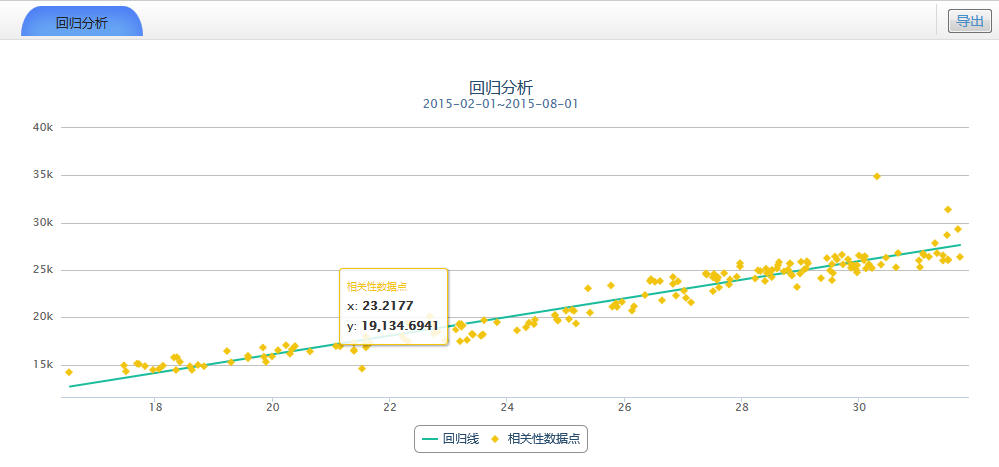 回归分析
导出
回归分析
2015-02-01~2015-08-01
40k
35k
30k
25k
20k
15k
相关性数据点
x: 23.2177
y: 19,134.6941
18 20 22 24 26 28 30
回归线 相关性数据点